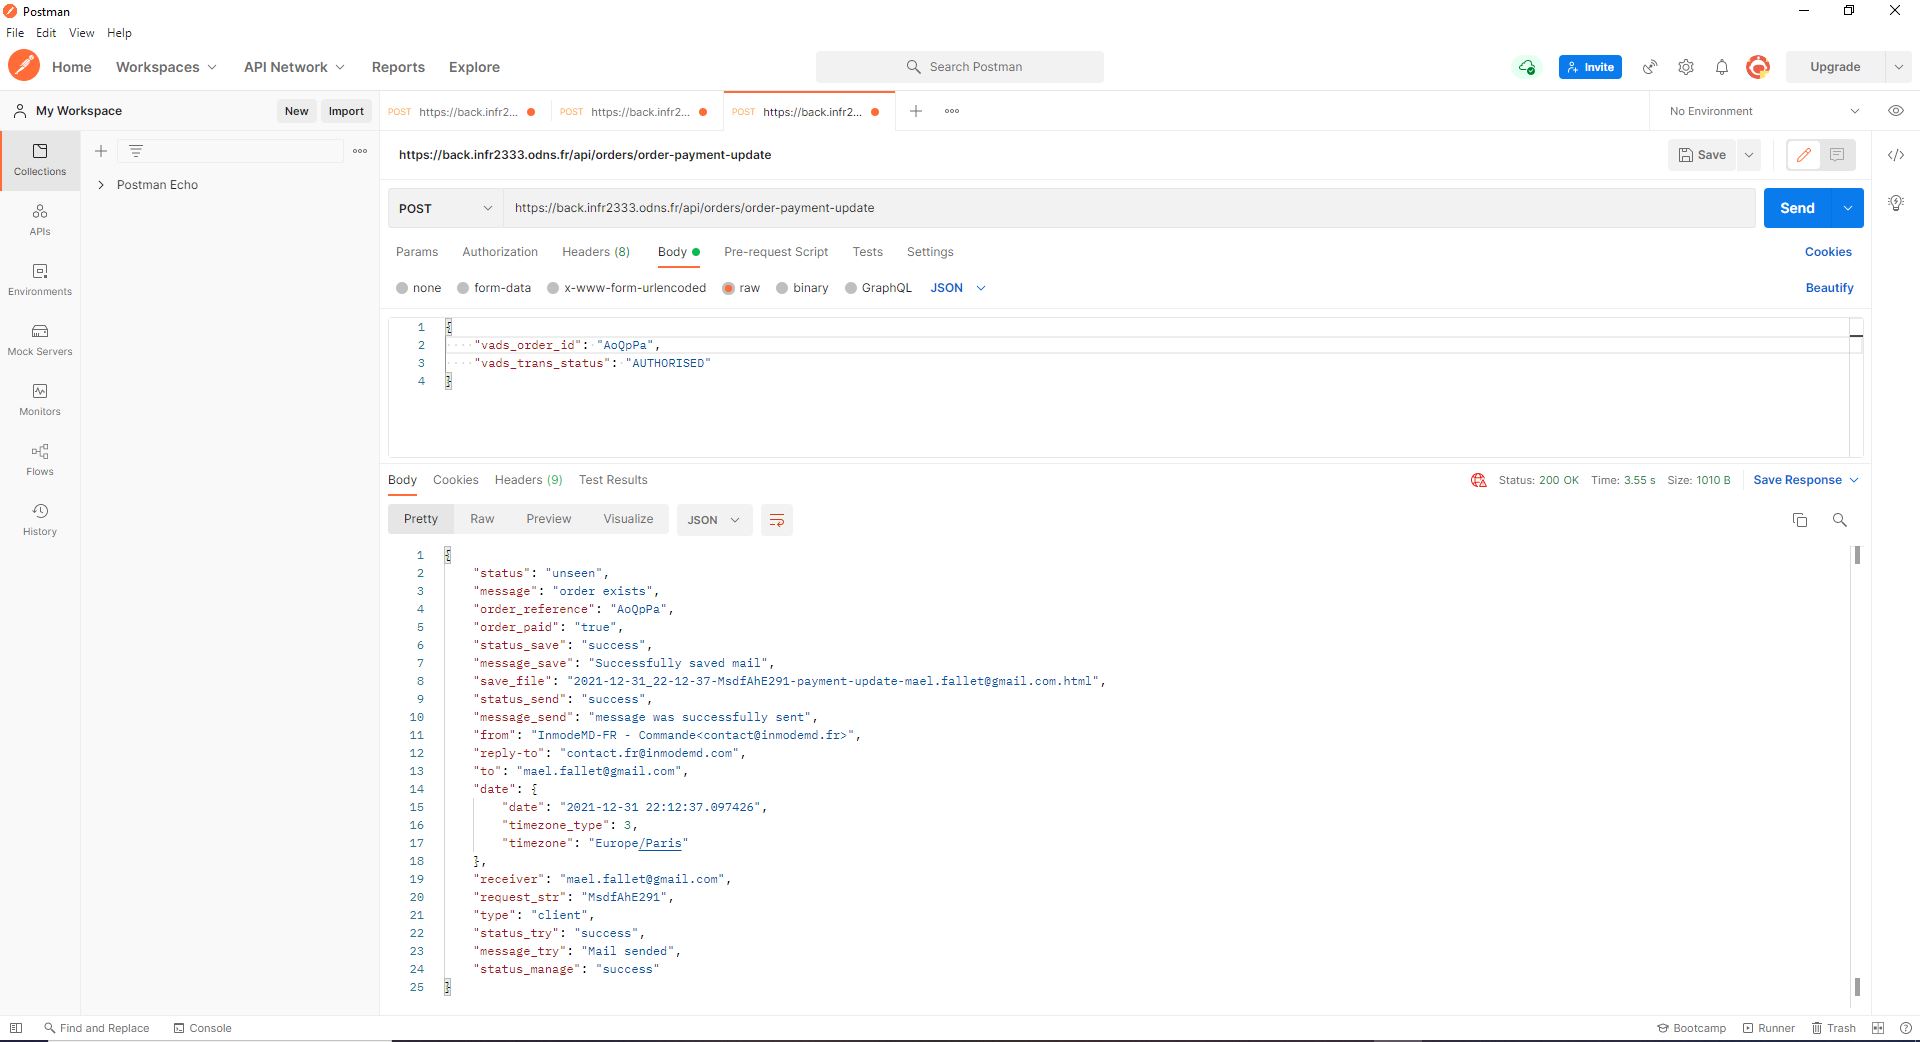 Postman
File Edit View Help
Home Workspaces API Network Reports Explore Search Postman Invite Upgrade
My Workspace New Import POST https://back.infr2... POST https://back.infr2... POST https://back.infr2... No Environment
Collections
APIs
Environments
Mock Servers
Monitors
Flows
History
Postman Echo
https://back.infr2333.odns.fr/api/orders/order-payment-update Save
POST https://back.infr2333.odns.fr/api/orders/order-payment-update Send
Params Authorization Headers (8) Body Pre-request Script Tests Settings Cookies
none form-data x-www-form-urlencoded raw binary GraphQL JSON Beautify
1 {
2 "vads_order_id": "AoQpPa",
3 "vads_trans_status": "AUTHORISED"
4 }
Body Cookies Headers (9) Test Results Status: 200 OK Time: 3.55 s Size: 1010 B Save Response
Pretty Raw Preview Visualize JSON
1 {
2 "status": "unseen",
3 "message": "order exists",
4 "order_reference": "AoQpPa",
5 "order_paid": "true",
6 "status_save": "success",
7 "message_save": "Successfully saved mail",
8 "save_file": "2021-12-31_22-12-37-MsdfAhE291-payment-update-mael.fallet@gmail.com.html",
9 "status_send": "success",
10 "message_send": "message was successfully sent",
11 "from": "InmodeMD-FR - Commande<contact@inmodemd.fr>",
12 "reply-to": "contact.fr@inmodemd.com",
13 "to": "mael.fallet@gmail.com",
14 "date": {
15 "date": "2021-12-31 22:12:37.097426",
16 "timezone_type": 3,
17 "timezone": "Europe/Paris"
18 },
19 "receiver": "mael.fallet@gmail.com",
20 "request_str": "MsdfAhE291",
21 "type": "client",
22 "status_try": "success",
23 "message_try": "Mail sended",
24 "status_manage": "success"
25 }
Find and Replace Console Bootcamp Runner Trash